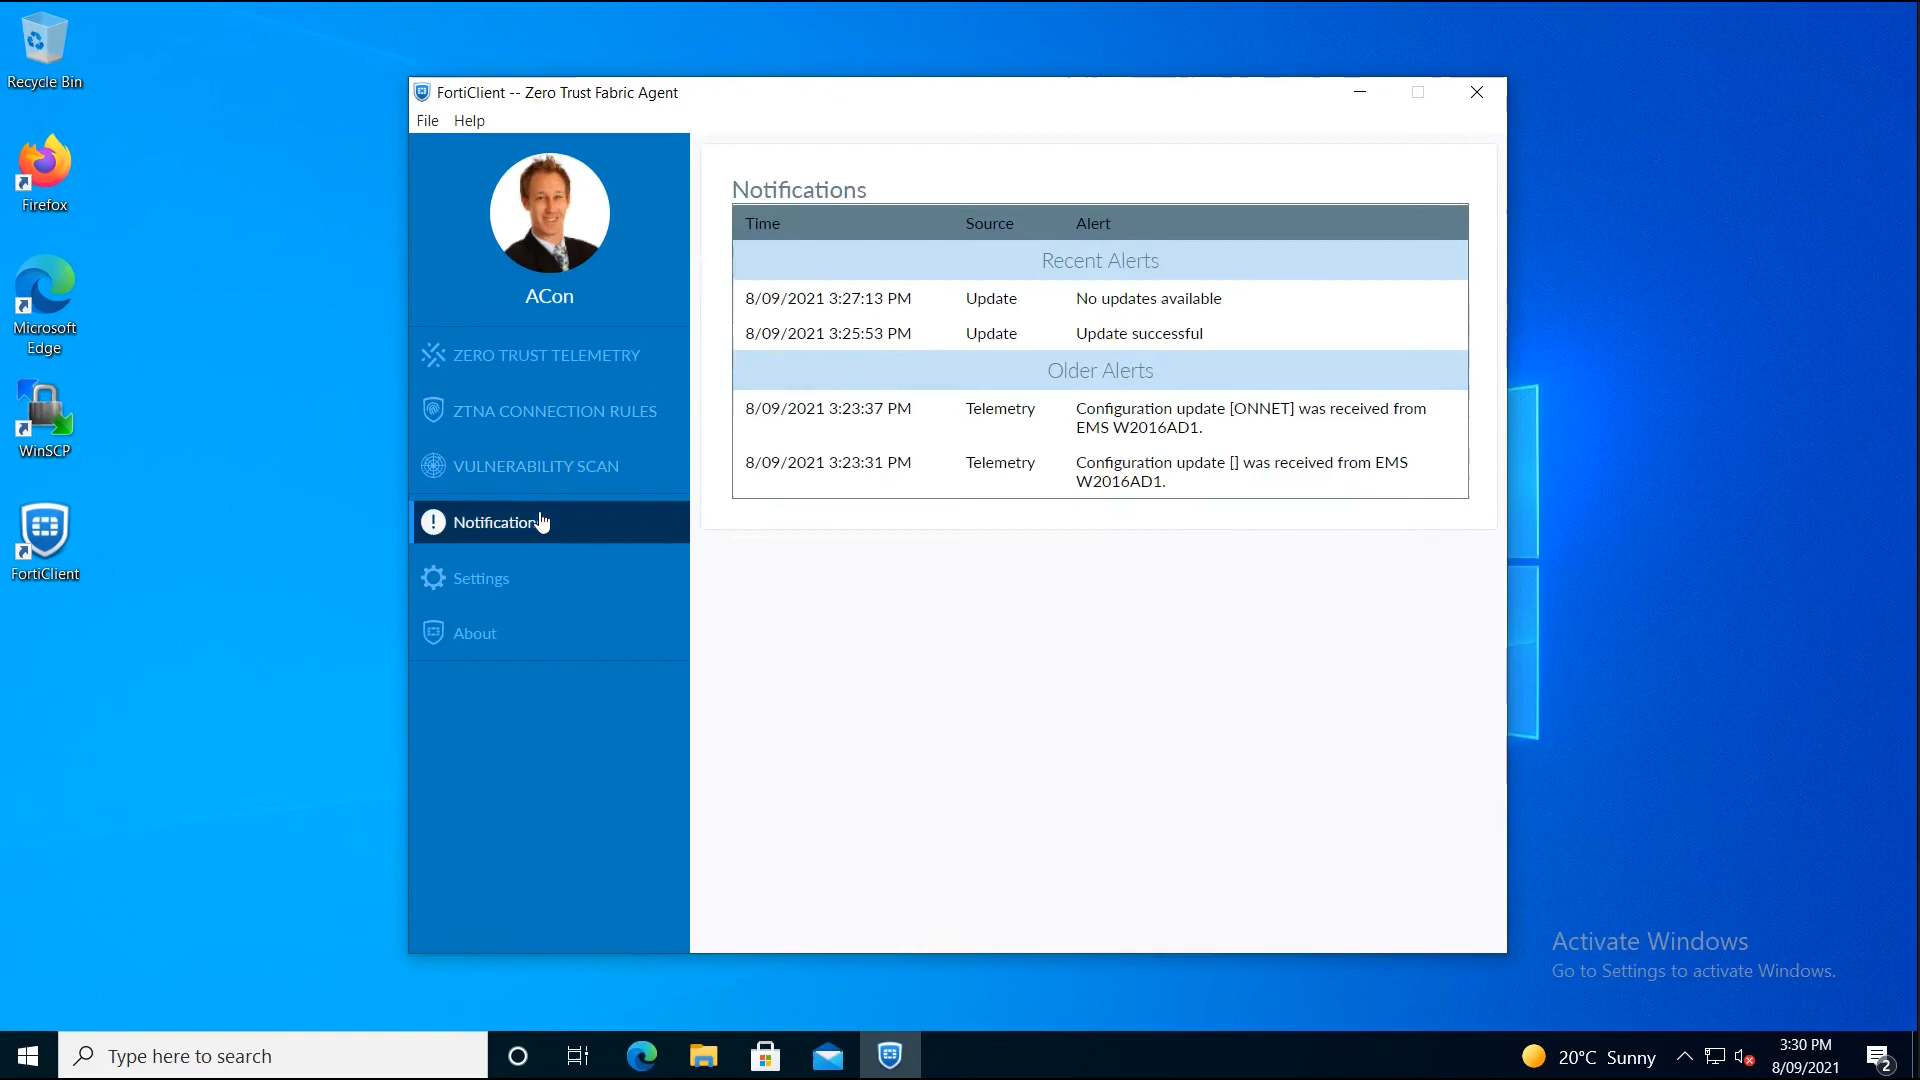 Recycle Bin
Firefox
Microsoft
Edge
WinSCP
FortiClient
FortiClient -- Zero Trust Fabric Agent
File Help
ACon
ZERO TRUST TELEMETRY
ZTNA CONNECTION RULES
VULNERABILITY SCAN
Notification
Settings
About
Notifications
Time Source Alert
Recent Alerts
8/09/2021 3:27:13 PM Update No updates available
8/09/2021 3:25:53 PM Update Update successful
Older Alerts
8/09/2021 3:23:37 PM Telemetry Configuration update [ONNET] was received from
EMS W2016AD1.
8/09/2021 3:23:31 PM Telemetry Configuration update [] was received from EMS
W2016AD1.
Activate Windows
Go to Settings to activate Windows.
Type here to search
20°C Sunny
3:30 PM
8/09/2021
2